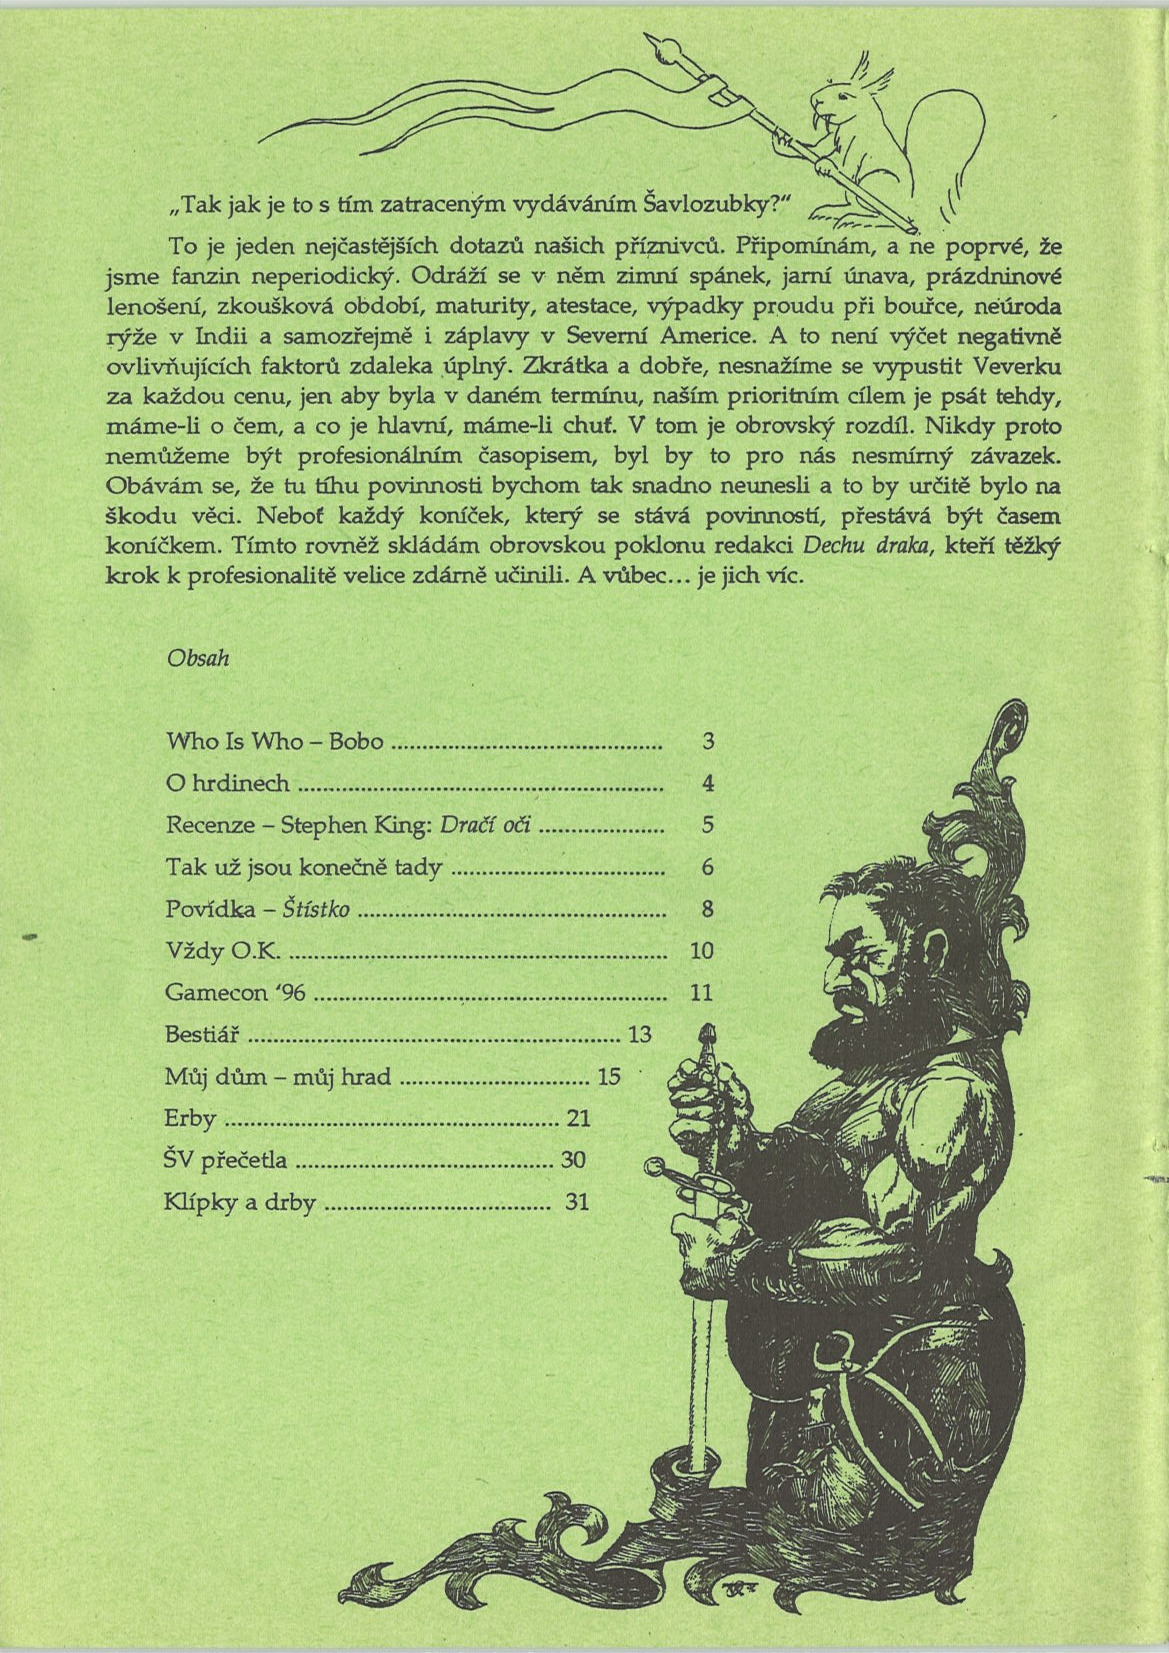 „Tak jak je to s tím zatraceným vydáváním Šavlozubky?“
To je jeden nejčastějších dotazů našich příznivců. Připomínám, a ne poprvé, že
jsme fanzin neperiodický. Odráží se v něm zimní spánek, jarní únava, prázdninové
lenošení, zkoušková období, maturity, atestace, výpadky proudu při bouřce, neúroda
rýže v Indii a samozřejmě i záplavy v Severní Americe. A to není výčet negativně
ovlivňujících faktorů zdaleka úplný. Zkrátka a dobře, nesnažíme se vypustit Veverku
za každou cenu, jen aby byla v daném termínu, naším prioritním cílem je psát tehdy,
máme-li o čem, a co je hlavní, máme-li chuť. V tom je obrovský rozdíl. Nikdy proto
nemůžeme být profesionálním časopisem, byl by to pro nás nesmírný závazek.
Obávám se, že tu tíhu povinnosti bychom tak snadno neunesli a to by určitě bylo na
škodu věci. Neboť každý koníček, který se stává povinností, přestává být časem
koníčkem. Tímto rovněž skládám obrovskou poklonu redakci Dechu draka, kteří těžký
krok k profesionalitě velice zdárně učinili. A vůbec... je jich víc.
Obsah
Who Is Who – Bobo ........................................... 3
O hrdinech .......................................................... 4
Recenze – Stephen King: Dračí oči .................... 5
Tak už jsou konečně tady .................................. 6
Povídka – Štístko ................................................. 8
Vždy O.K. ............................................................ 10
Gamecon ‘96 ........................................................ 11
Bestiář ............................................................ 13
Můj dům – můj hrad .............................. 15
Erby ..................................................... 21
ŠV přečetla ......................................... 30
Klípky a drby .................................... 31